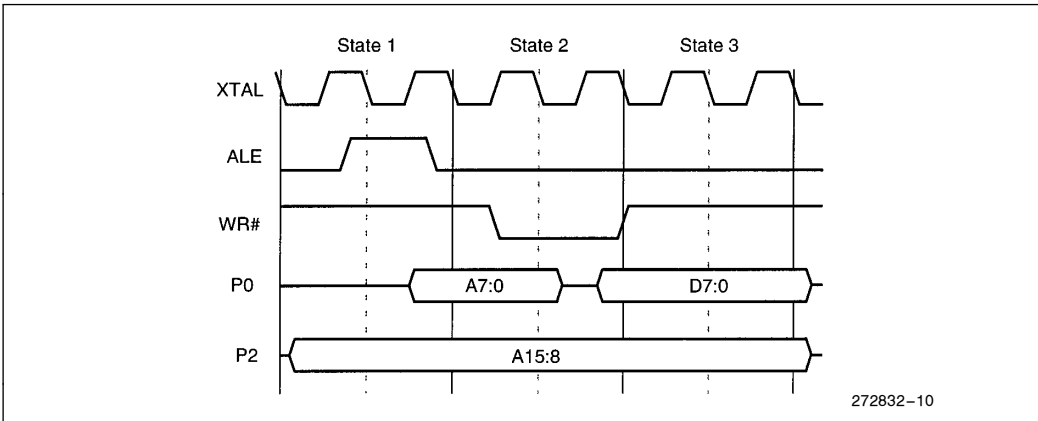 State 1 State 2 State 3
XTAL
ALE
WR#
P0 A7:0 D7:0
P2 A15:8
272832–10